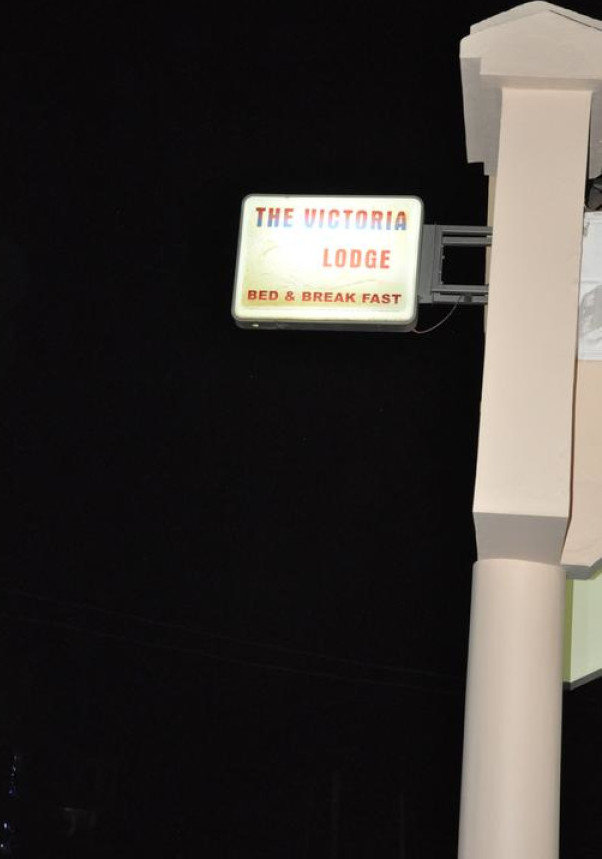 THE VICTORIA
LODGE
BED & BREAK FAST